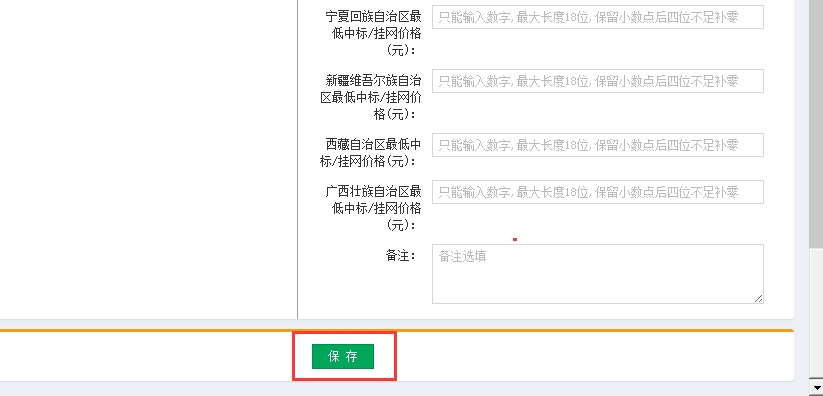 宁夏回族自治区最
低中标/挂网价格
(元)：
只能输入数字,最大长度18位,保留小数点后四位不足补零
新疆维吾尔族自治
区最低中标/挂网价
格(元)：
只能输入数字,最大长度18位,保留小数点后四位不足补零
西藏自治区最低中
标/挂网价格(元)：
只能输入数字,最大长度18位,保留小数点后四位不足补零
广西壮族自治区最
低中标/挂网价格
(元)：
只能输入数字,最大长度18位,保留小数点后四位不足补零
备注：
备注选填
保 存